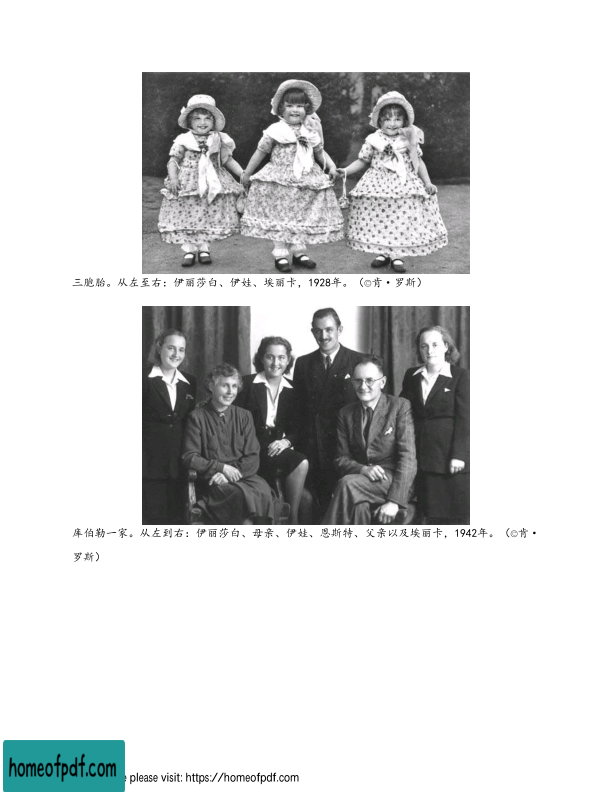 三胞胎。从左至右：伊丽莎白、伊娃、埃丽卡，1928年。（©肯·罗斯）
库伯勒一家。从左到右：伊丽莎白、母亲、伊娃、恩斯特、父亲以及埃丽卡，1942年。（©肯·
罗斯）
homeofpdf.com
e please visit: https://homeofpdf.com